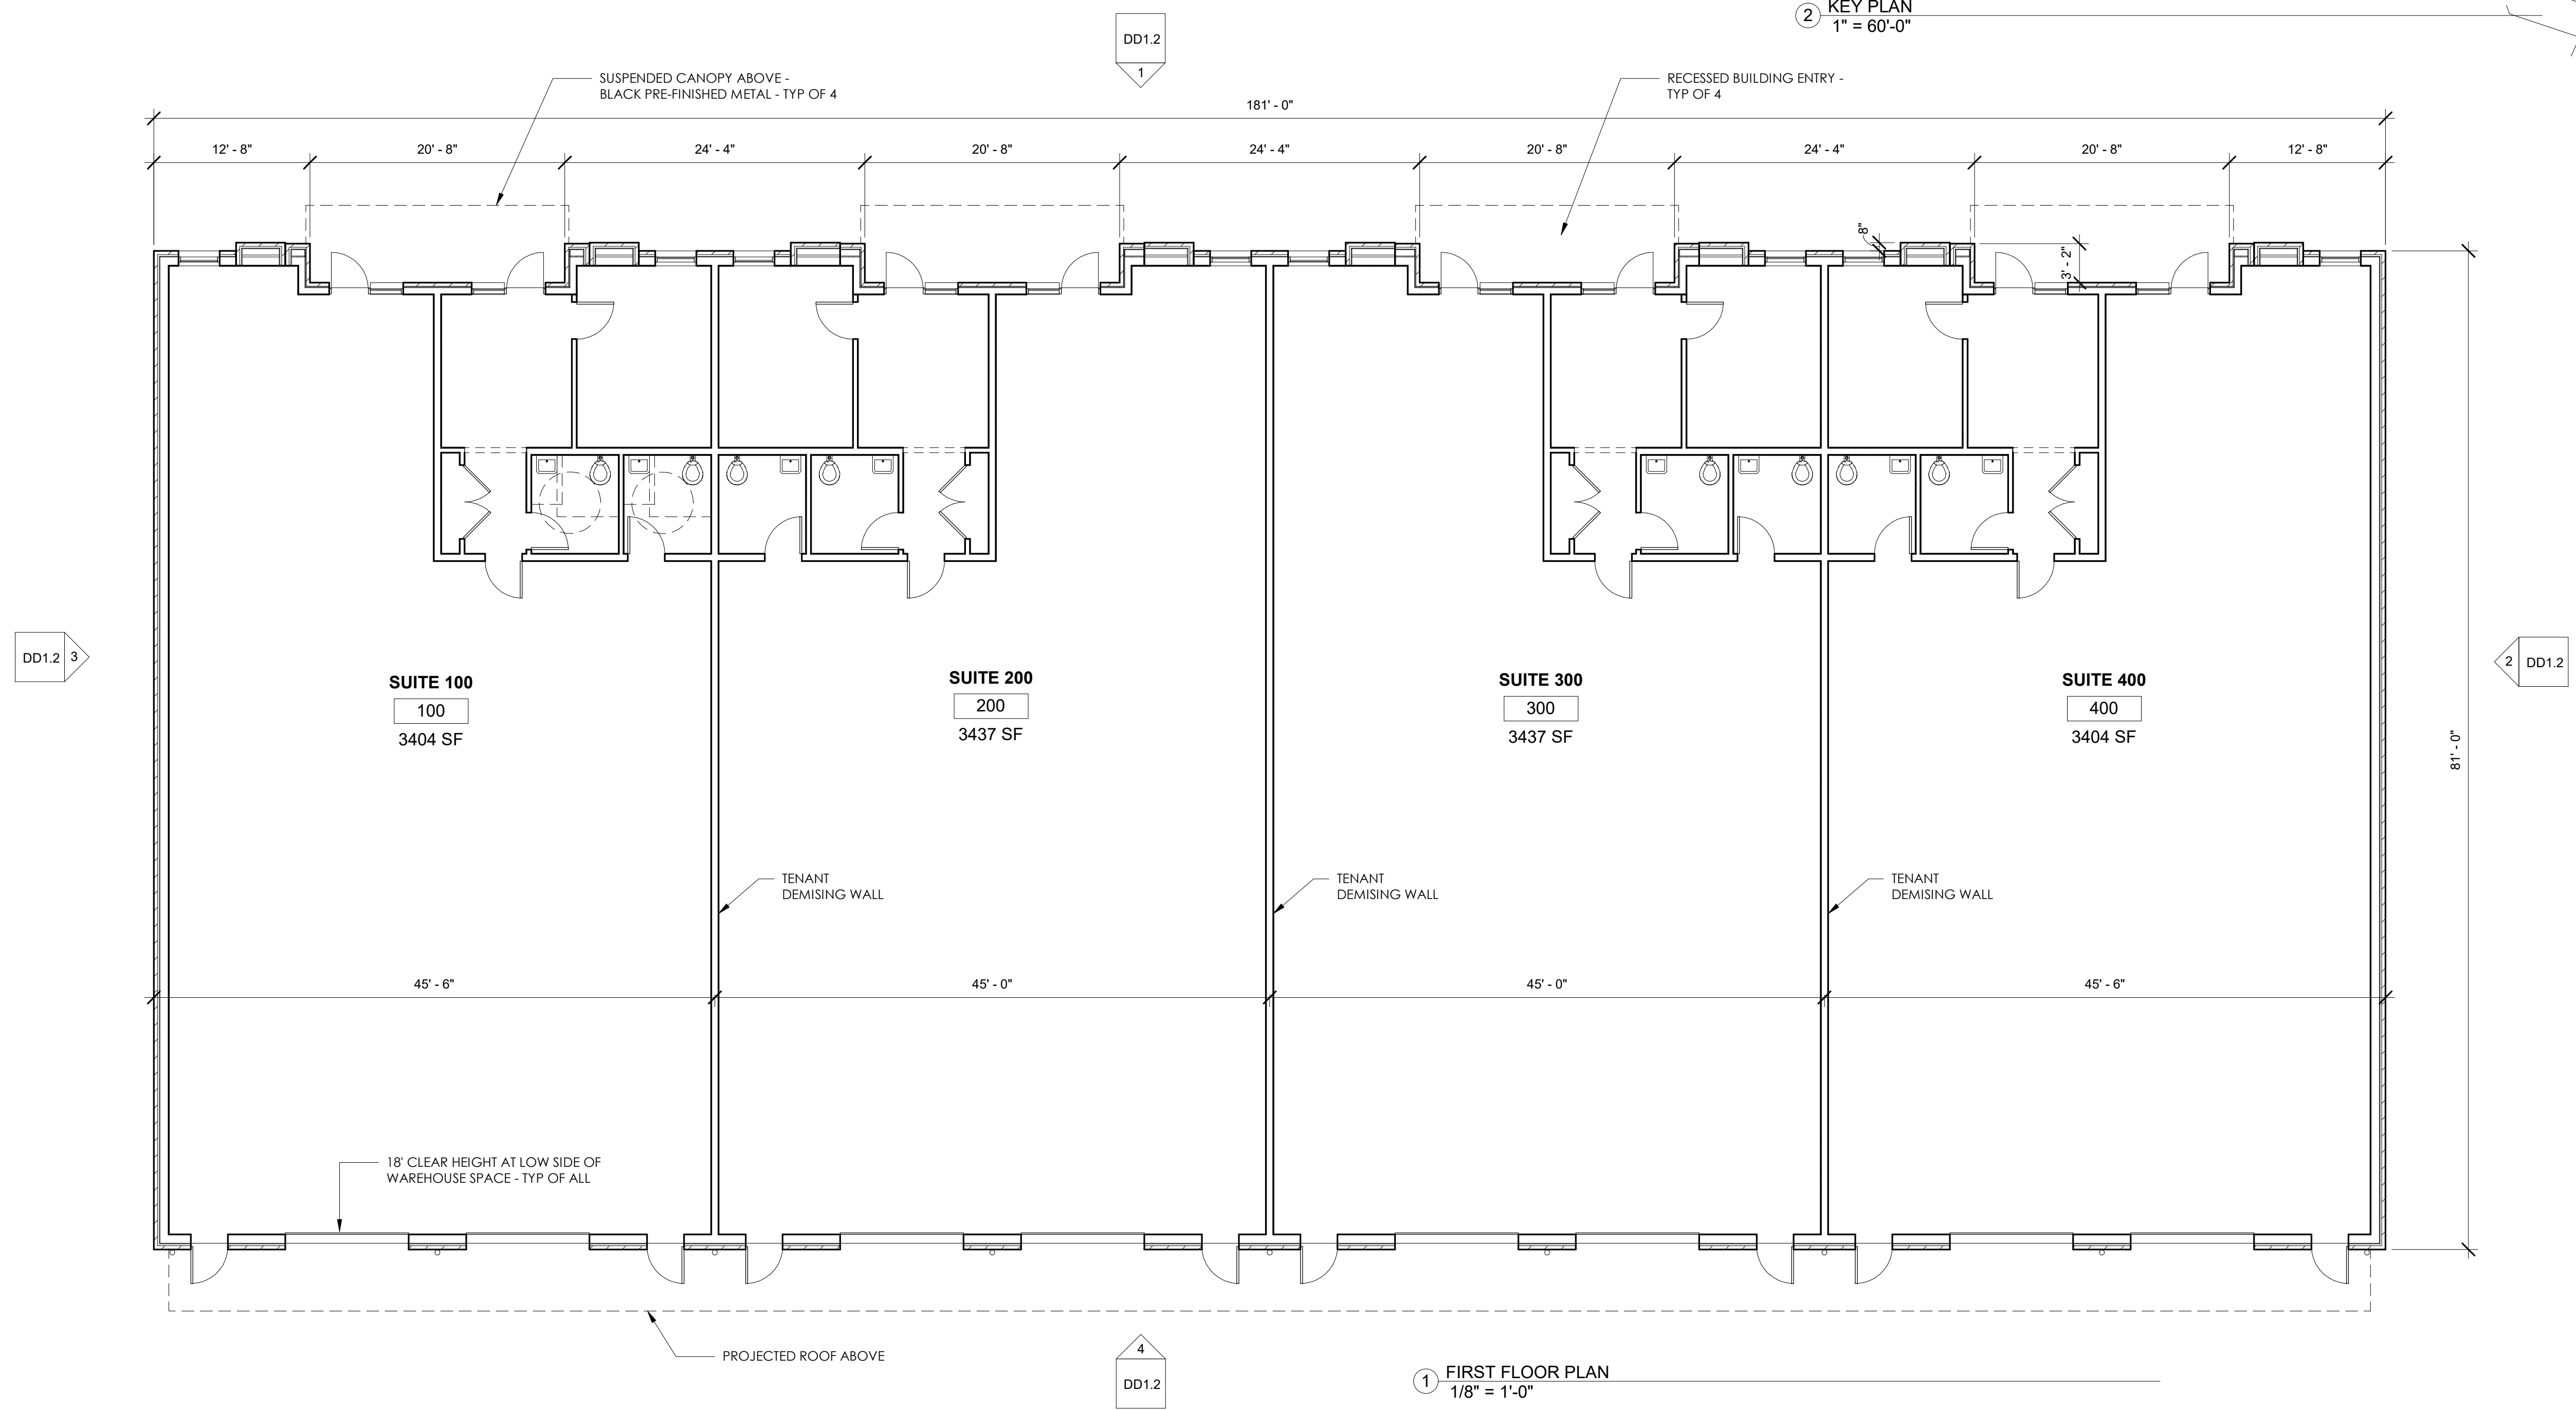 2
KEY PLAN
1" = 60'-0"
DD1.2
1
SUSPENDED CANOPY ABOVE -
BLACK PRE-FINISHED METAL - TYP OF 4
RECESSED BUILDING ENTRY -
TYP OF 4
181' - 0"
12' - 8"
20' - 8"
24' - 4"
20' - 8"
24' - 4"
20' - 8"
24' - 4"
20' - 8"
12' - 8"
8"
3' - 2"
DD1.2
3
SUITE 100
100
3404 SF
SUITE 200
200
3437 SF
SUITE 300
300
3437 SF
SUITE 400
400
3404 SF
2
DD1.2
81' - 0"
TENANT
DEMISING WALL
TENANT
DEMISING WALL
TENANT
DEMISING WALL
45' - 6"
45' - 0"
45' - 0"
45' - 6"
18' CLEAR HEIGHT AT LOW SIDE OF
WAREHOUSE SPACE - TYP OF ALL
PROJECTED ROOF ABOVE
4
DD1.2
1
FIRST FLOOR PLAN
1/8" = 1'-0"